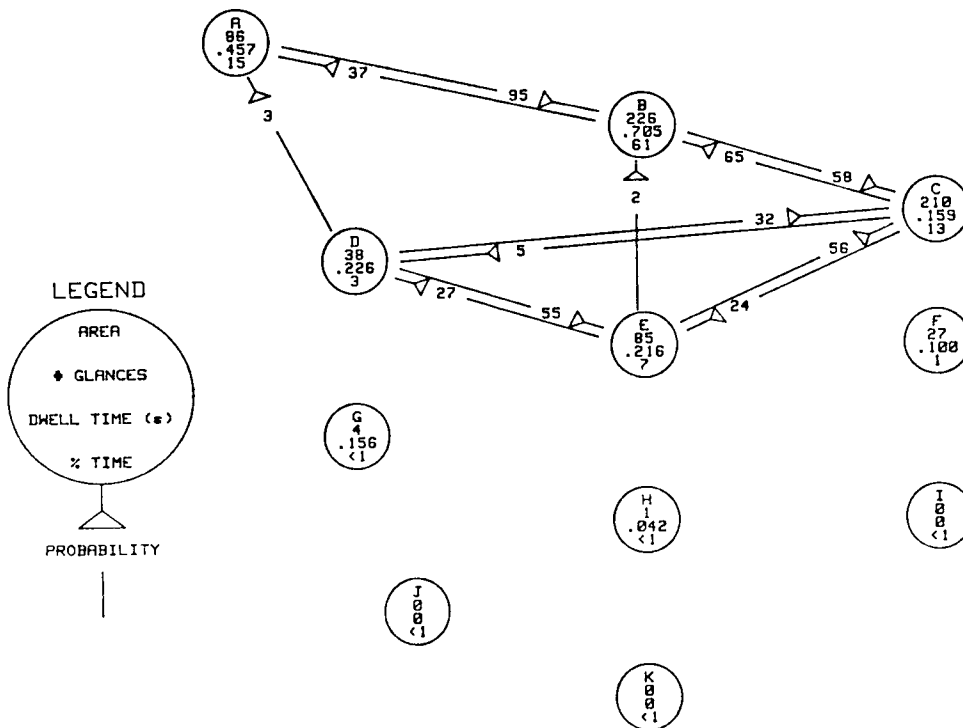 A
86
.457
15
37
95
3
B
226
.705
61
65
58
C
210
.159
13
2
32
5
56
24
D
38
.226
3
27
55
E
85
.216
7
F
27
.100
1
LEGEND
AREA
# GLANCES
DWELL TIME (s)
% TIME
PROBABILITY
G
4
.156
<1
H
1
.042
<1
I
0
0
<1
J
0
0
<1
K
0
0
<1